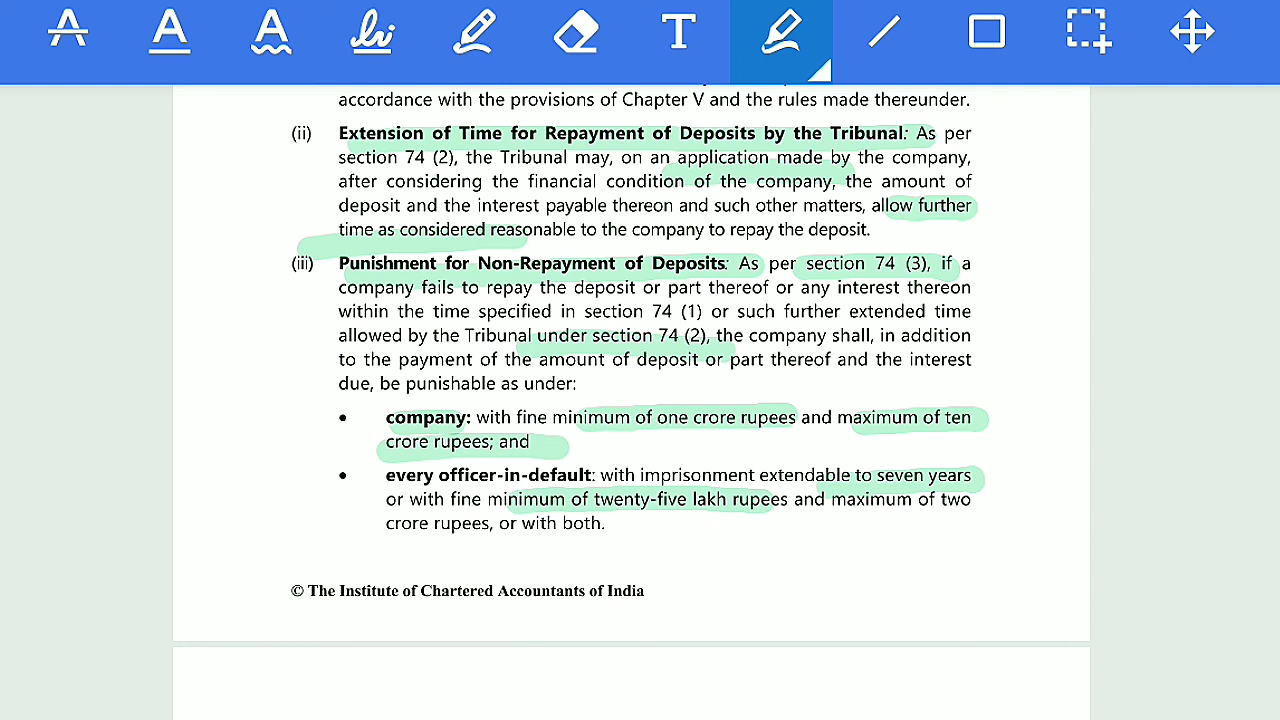 accordance with the provisions of Chapter V and the rules made thereunder.
(ii) Extension of Time for Repayment of Deposits by the Tribunal: As per
section 74 (2), the Tribunal may, on an application made by the company,
after considering the financial condition of the company, the amount of
deposit and the interest payable thereon and such other matters, allow further
time as considered reasonable to the company to repay the deposit.
(iii) Punishment for Non-Repayment of Deposits: As per section 74 (3), if a
company fails to repay the deposit or part thereof or any interest thereon
within the time specified in section 74 (1) or such further extended time
allowed by the Tribunal under section 74 (2), the company shall, in addition
to the payment of the amount of deposit or part thereof and the interest
due, be punishable as under:
• company: with fine minimum of one crore rupees and maximum of ten
crore rupees; and
• every officer-in-default: with imprisonment extendable to seven years
or with fine minimum of twenty-five lakh rupees and maximum of two
crore rupees, or with both.
© The Institute of Chartered Accountants of India